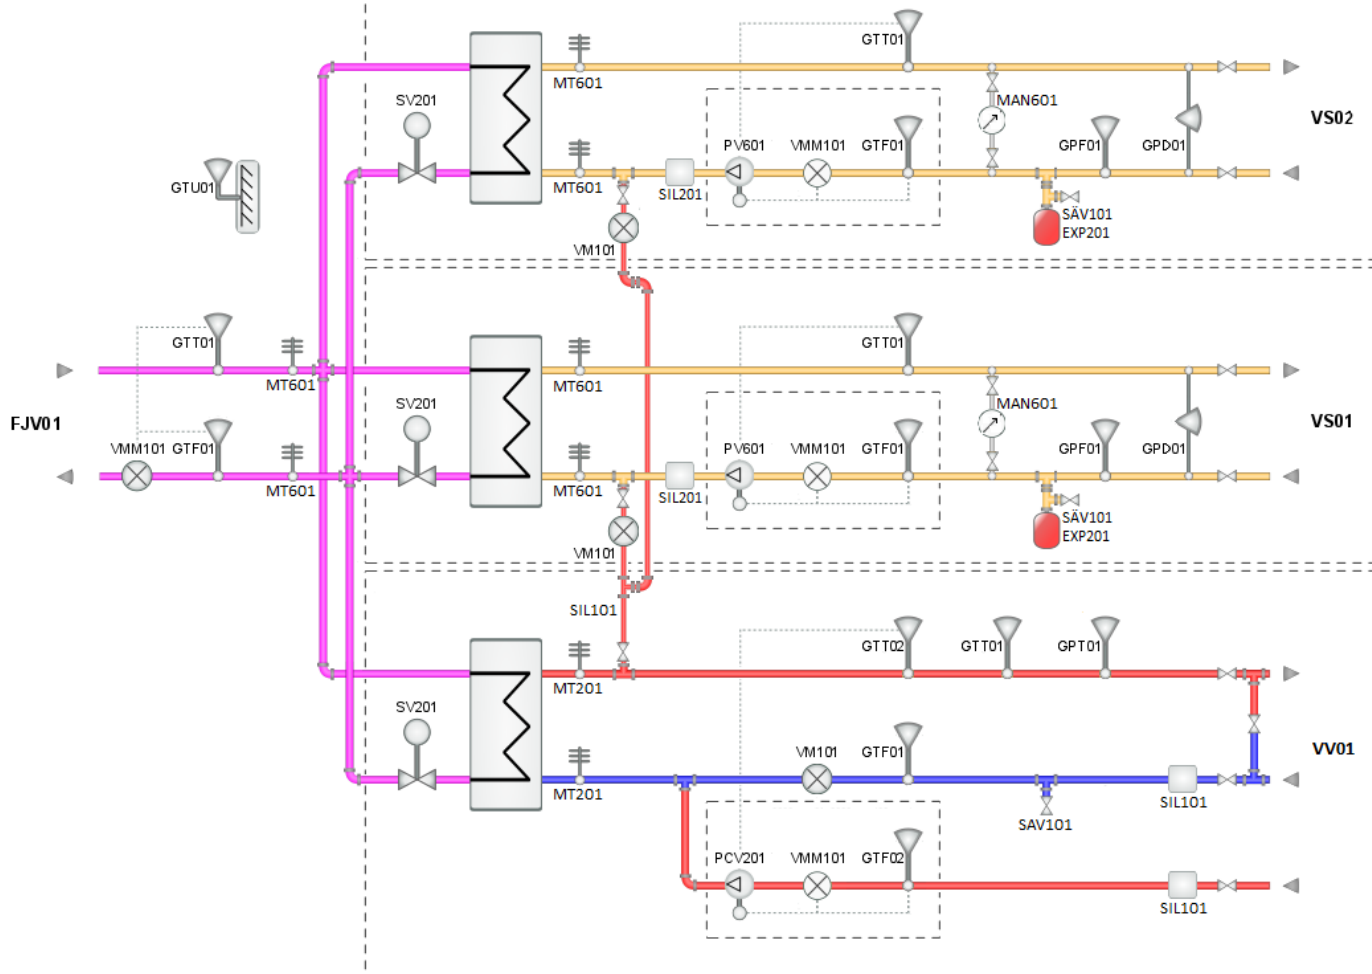 GTT01
MT601
MAN601
SV201
VS02
PV601
VMM101
GTF01
GPF01
GPD01
GTU01
MT601
SIL201
SÄV101
EXP201
VM101
GTT01
GTT01
MT601
MT601
MAN601
SV201
FJV01
VS01
VMM101
GTF01
PV601
VMM101
GTF01
GPF01
GPD01
MT601
MT601
SIL201
SÄV101
EXP201
VM101
SIL101
GTT02
GTT01
GPT01
MT201
SV201
VM101
GTF01
VV01
MT201
SIL101
SAV101
PCV201
VMM101
GTF02
SIL101